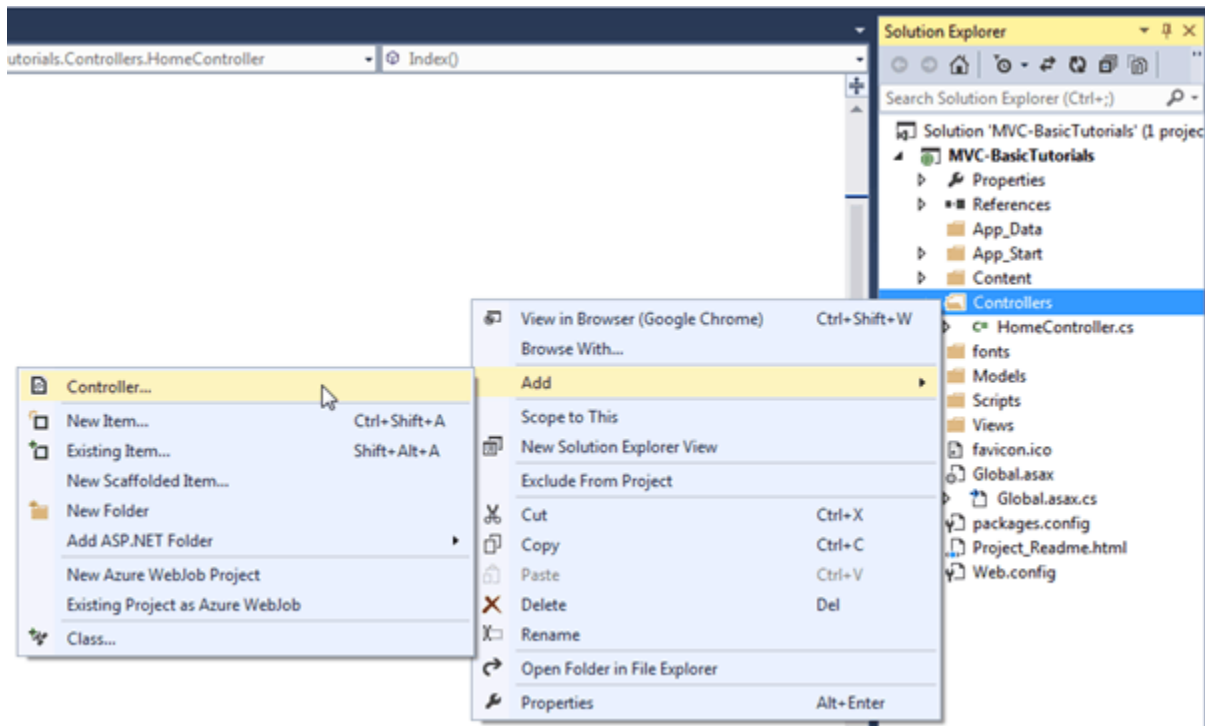 utorials.Controllers.HomeController
Index()
Solution Explorer
Search Solution Explorer (Ctrl+;)
Solution 'MVC-BasicTutorials' (1 projec
MVC-BasicTutorials
Properties
References
App_Data
App_Start
Content
Controllers
C# HomeController.cs
fonts
Models
Scripts
Views
favicon.ico
Global.asax
Global.asax.cs
packages.config
Project_Readme.html
Web.config
View in Browser (Google Chrome) Ctrl+Shift+W
Browse With...
Add
Scope to This
New Solution Explorer View
Exclude From Project
Cut Ctrl+X
Copy Ctrl+C
Paste Ctrl+V
Delete Del
Rename
Open Folder in File Explorer
Properties Alt+Enter
Controller...
New Item... Ctrl+Shift+A
Existing Item... Shift+Alt+A
New Scaffolded Item...
New Folder
Add ASP.NET Folder
New Azure WebJob Project
Existing Project as Azure WebJob
Class...